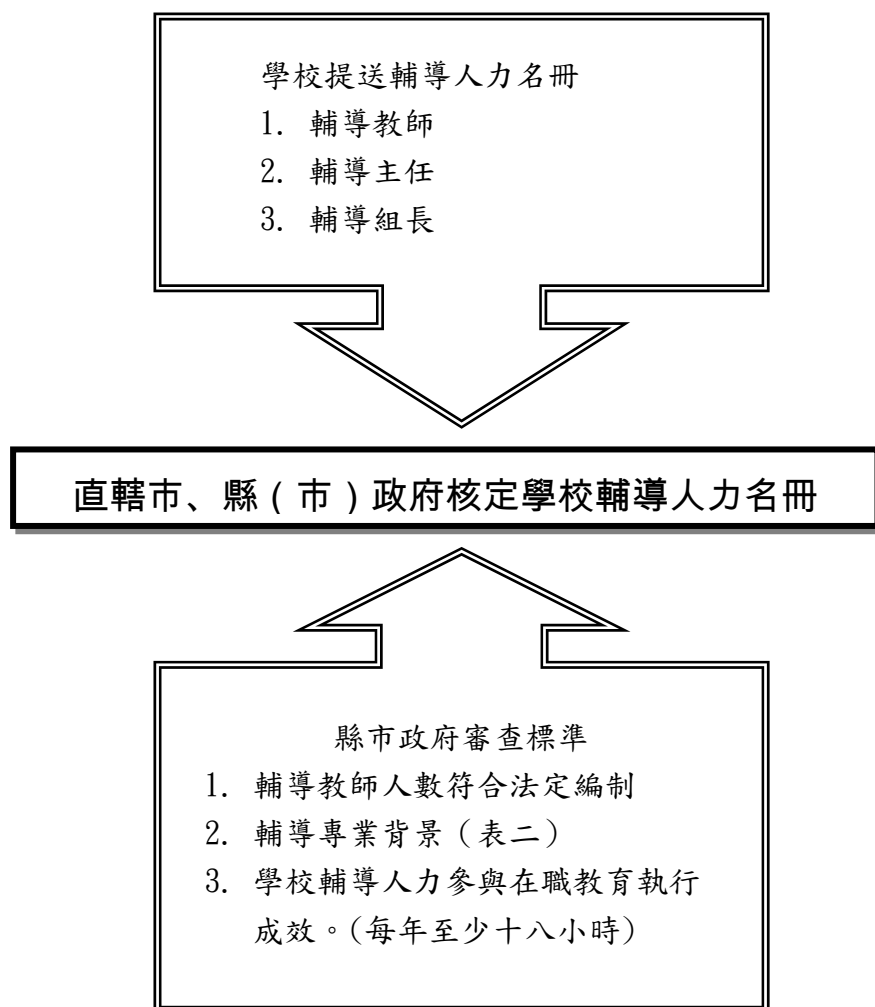 學校提送輔導人力名冊
1. 輔導教師
2. 輔導主任
3. 輔導組長
直轄市、縣（市）政府核定學校輔導人力名冊
縣市政府審查標準
1. 輔導教師人數符合法定編制
2. 輔導專業背景（表二）
3. 學校輔導人力參與在職教育執行
成效。(每年至少十八小時)